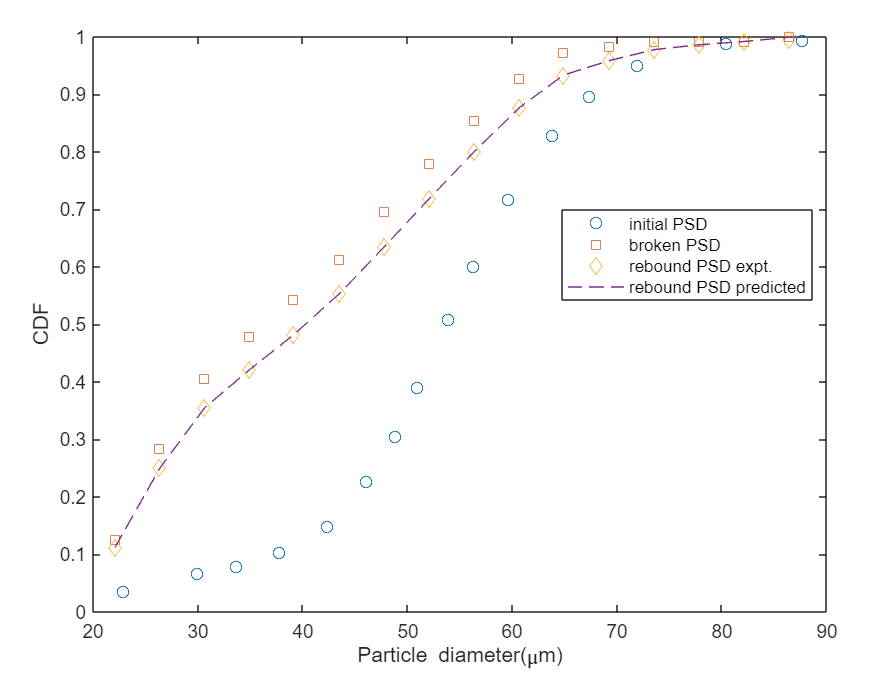 1
0.9
0.8
0.7
0.6
0.5
0.4
0.3
0.2
0.1
0
CDF
initial PSD
broken PSD
rebound PSD expt.
rebound PSD predicted
20 30 40 50 60 70 80 90
Particle diameter(μm)